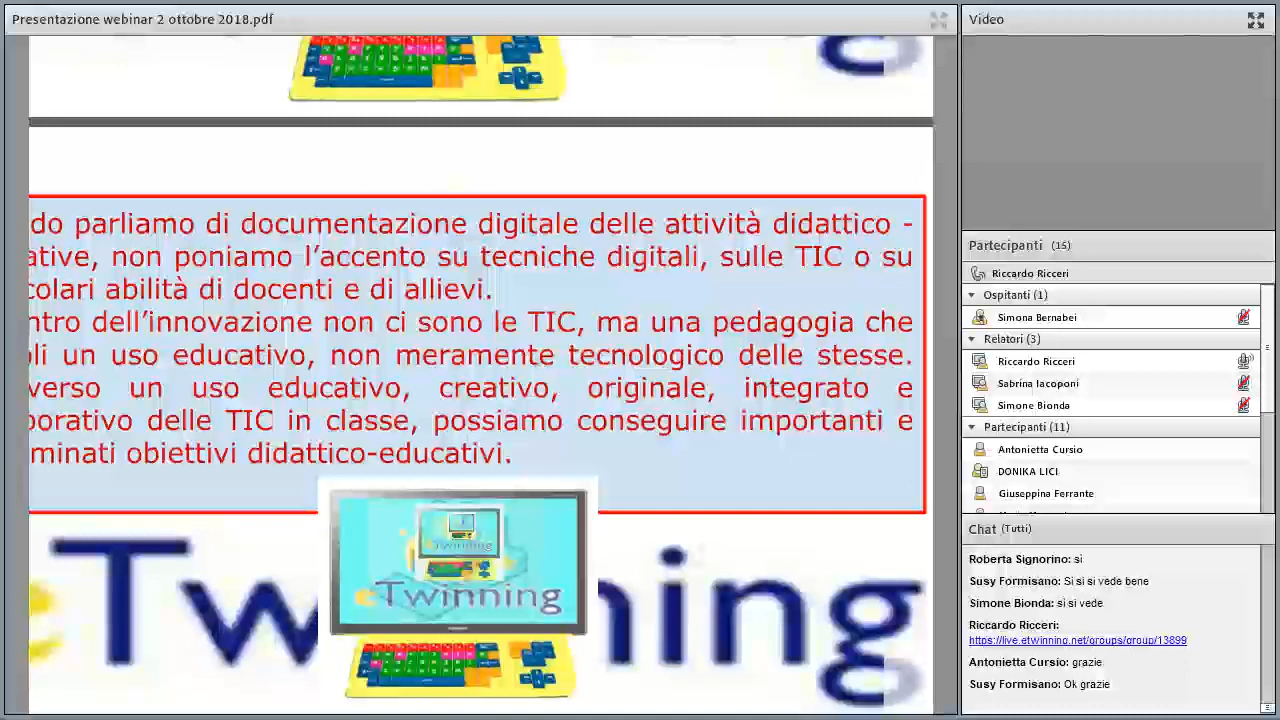 Presentazione webinar 2 ottobre 2018.pdf
do parliamo di documentazione digitale delle attività didattico -
ative, non poniamo l’accento su tecniche digitali, sulle TIC o su
colari abilità di docenti e di allievi.
ntro dell’innovazione non ci sono le TIC, ma una pedagogia che
oli un uso educativo, non meramente tecnologico delle stesse.
verso un uso educativo, creativo, originale, integrato e
borativo delle TIC in classe, possiamo conseguire importanti e
minati obiettivi didattico-educativi.
eTwinning
eTwinning
Video
Partecipanti (15)
Riccardo Ricceri
Ospitanti (1)
Simona Bernabei
Relatori (3)
Riccardo Ricceri
Sabrina Iacoponi
Simone Bionda
Partecipanti (11)
Antonietta Cursio
DONIKA LICI
Giuseppina Ferrante
Chat (Tutti)
Roberta Signorino: sì
Susy Formisano: Si si si vede bene
Simone Bionda: sì si vede
Riccardo Ricceri:
https://live.etwinning.net/groups/group/13899
Antonietta Cursio: grazie
Susy Formisano: Ok grazie